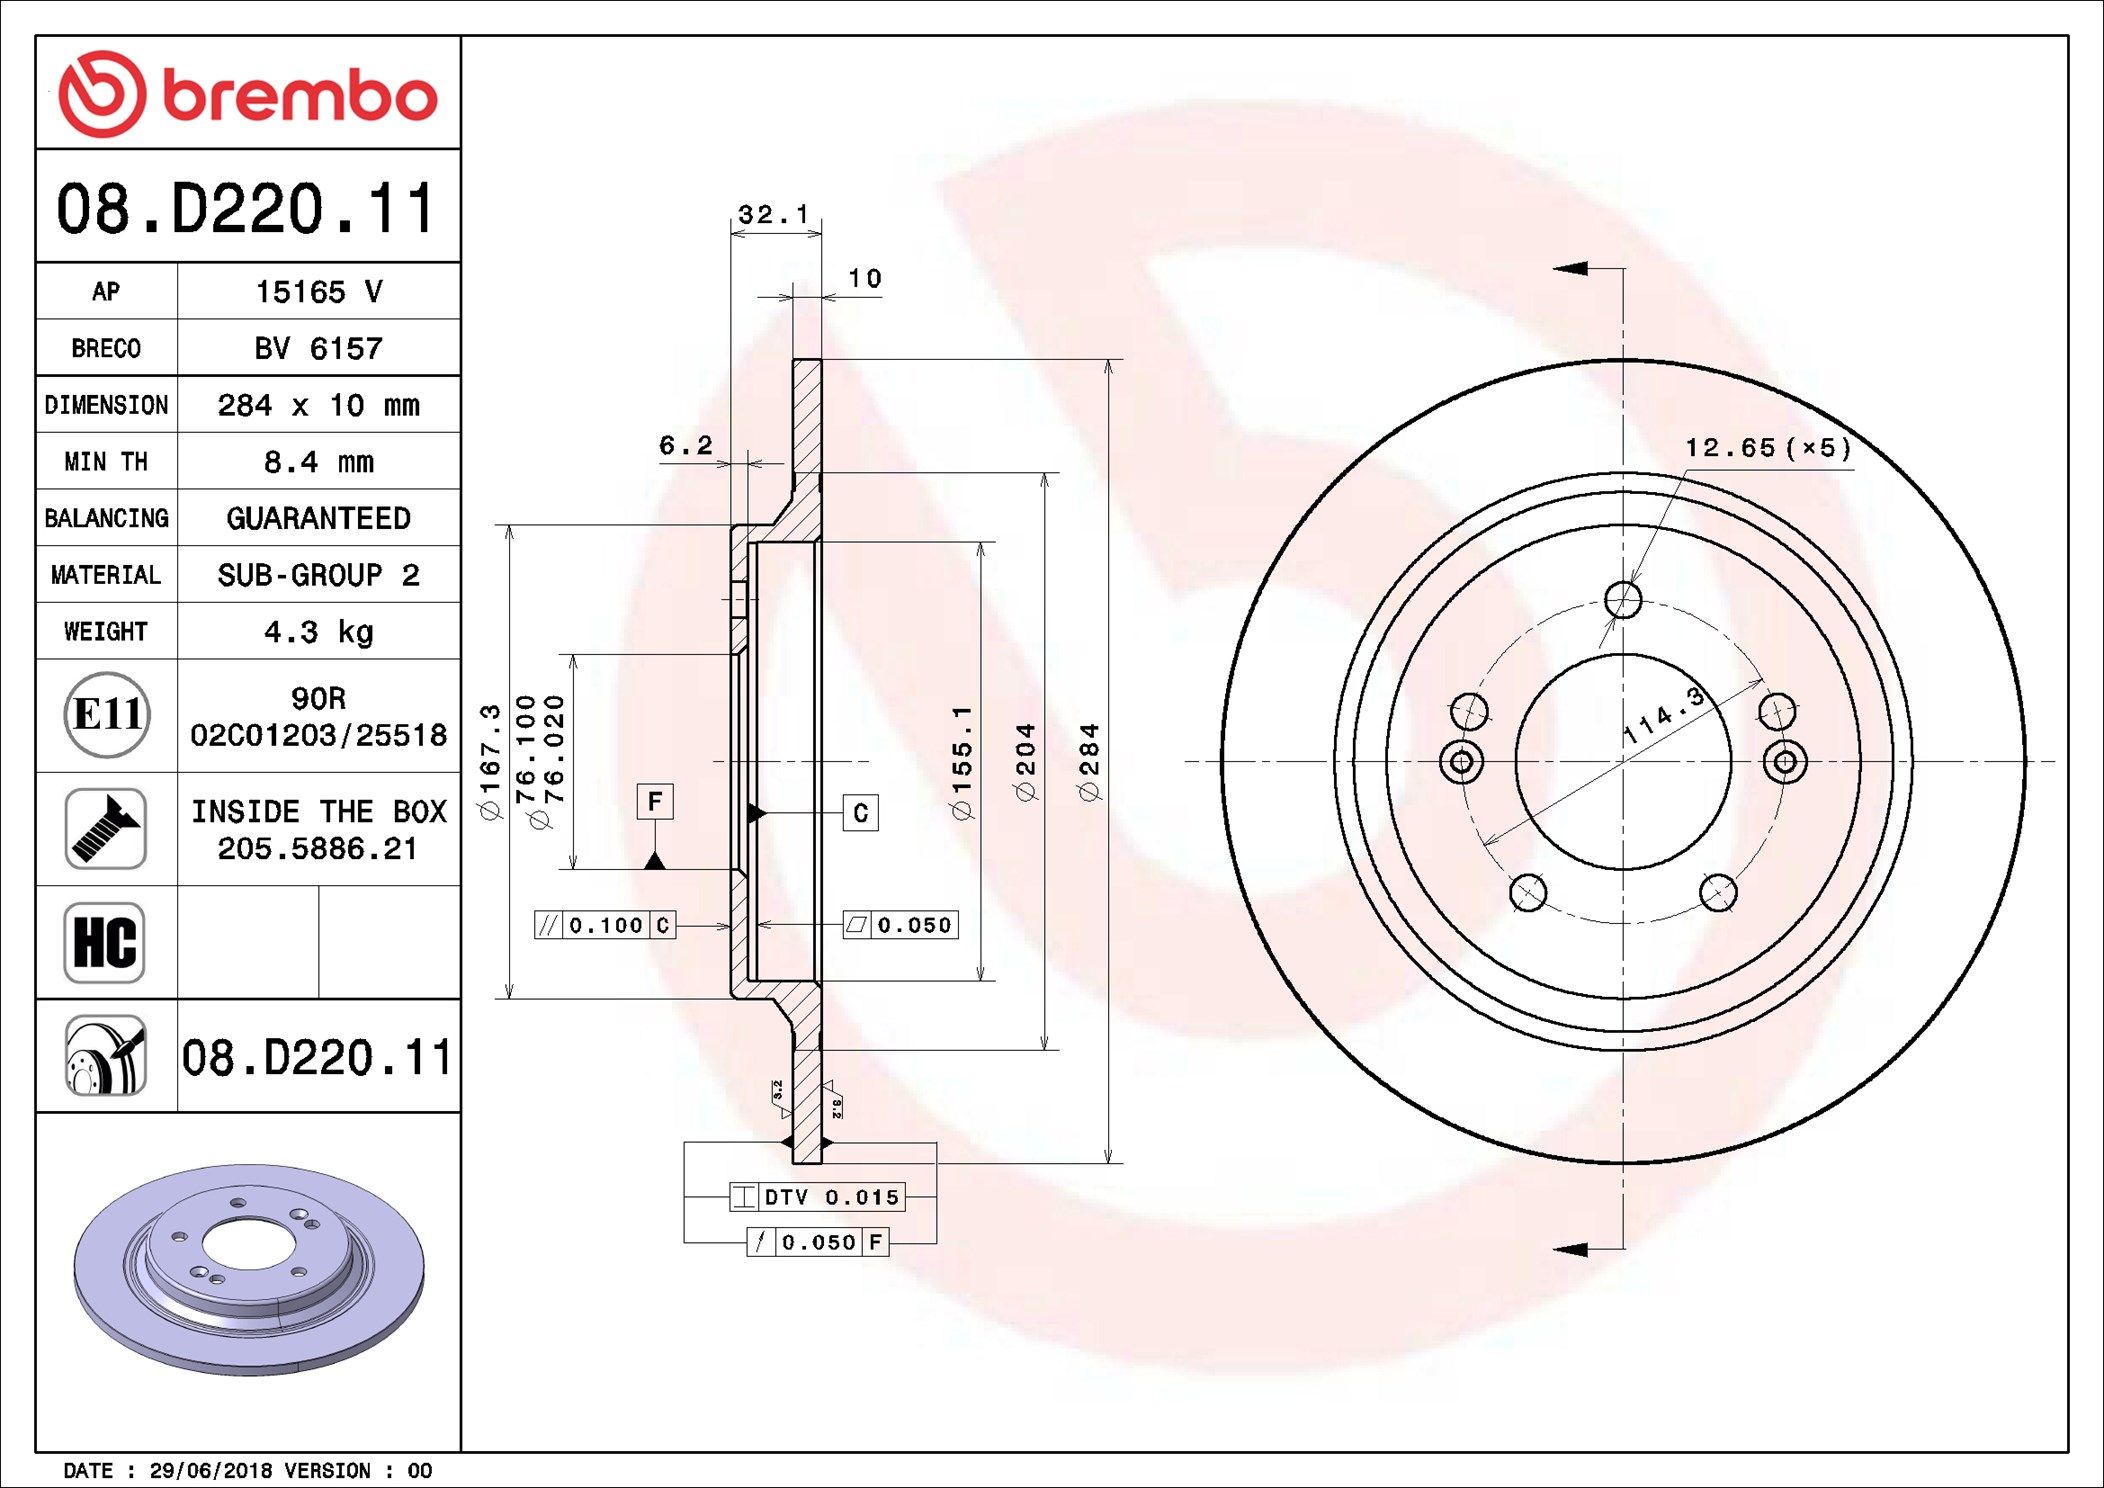 brembo
08.D220.11
AP 15165 V
BRECO BV 6157
DIMENSION 284 x 10 mm
MIN TH 8.4 mm
BALANCING GUARANTEED
MATERIAL SUB-GROUP 2
WEIGHT 4.3 kg
E11 90R
02C01203/25518
INSIDE THE BOX
205.5886.21
HC
08.D220.11
DATE : 29/06/2018 VERSION : 00
32.1
10
6.2
⌀167.3
⌀76.100
76.020
F
C
⌀155.1
⌀204
⌀284
// 0.100 C
⏥ 0.050
3.2
3.2
DTV 0.015
0.050 F
12.65(×5)
114.3